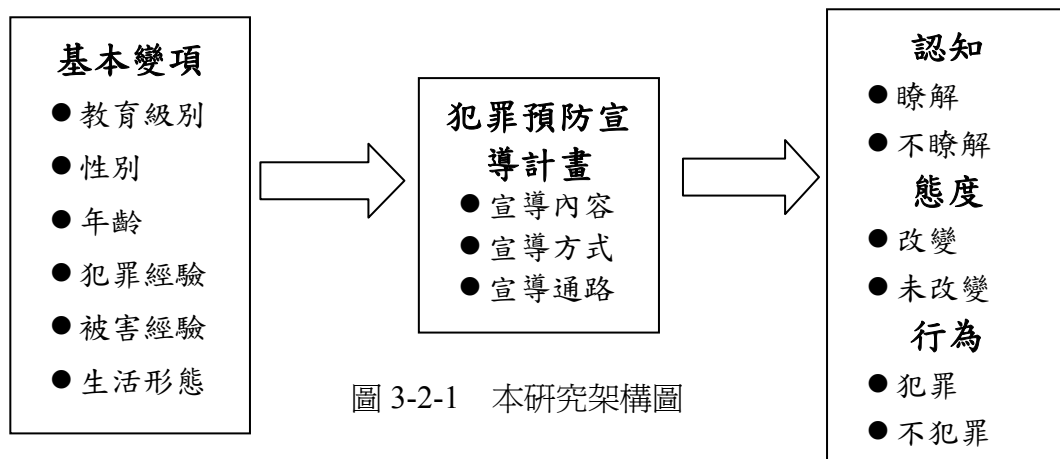 基本變項
● 教育級別
● 性別
● 年齡
● 犯罪經驗
● 被害經驗
● 生活形態
犯罪預防宣
導計畫
● 宣導內容
● 宣導方式
● 宣導通路
認知
● 瞭解
● 不瞭解
態度
● 改變
● 未改變
行為
● 犯罪
● 不犯罪
圖 3-2-1 本研究架構圖